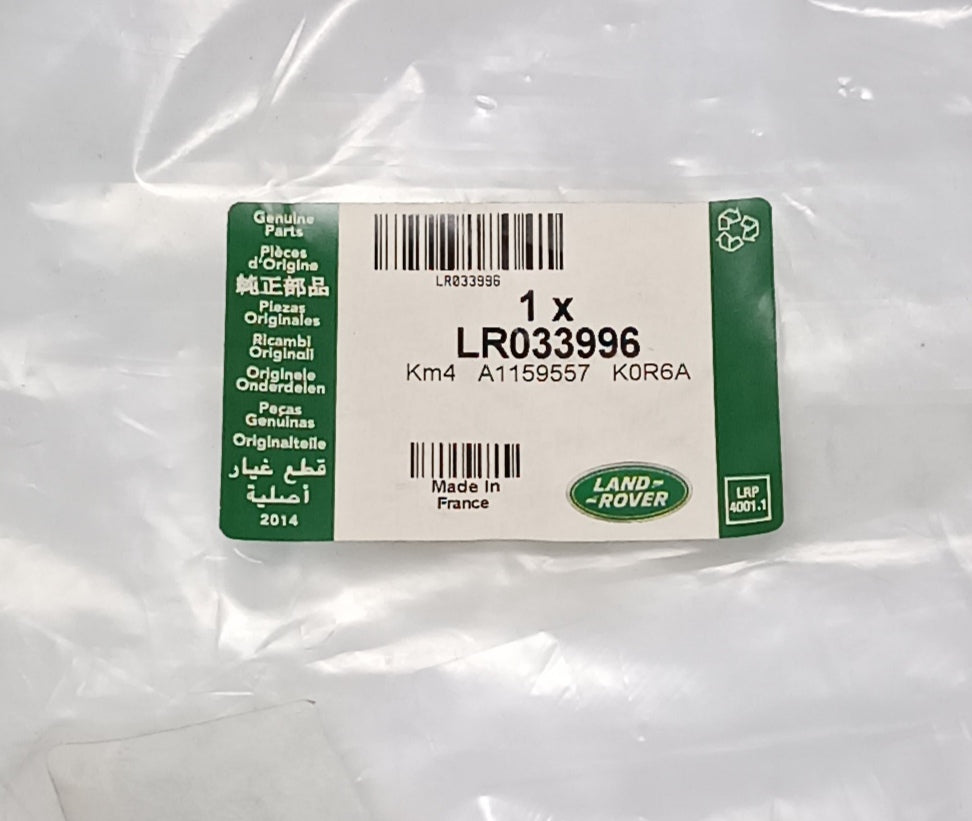 Genuine
Parts
Pièces
d'Origine
純正部品
Piezas
Originales
Ricambi
Originali
Originele
Onderdelen
Peças
Genuinas
Originalteile
قطع غيار
أصلية
2014
LR033996
1 x
LR033996
Km4 A1159557 K0R6A
Made In
France
LAND-
-ROVER
LRP
4001.1